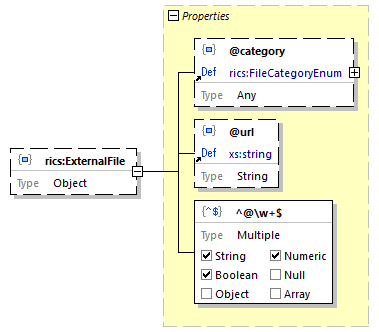 Properties
@category
Def rics:FileCategoryEnum
Type Any
@url
Def xs:string
Type String
rics:ExternalFile
Type Object
{^$} ^@\w+$
Type Multiple
String Numeric
Boolean Null
Object Array